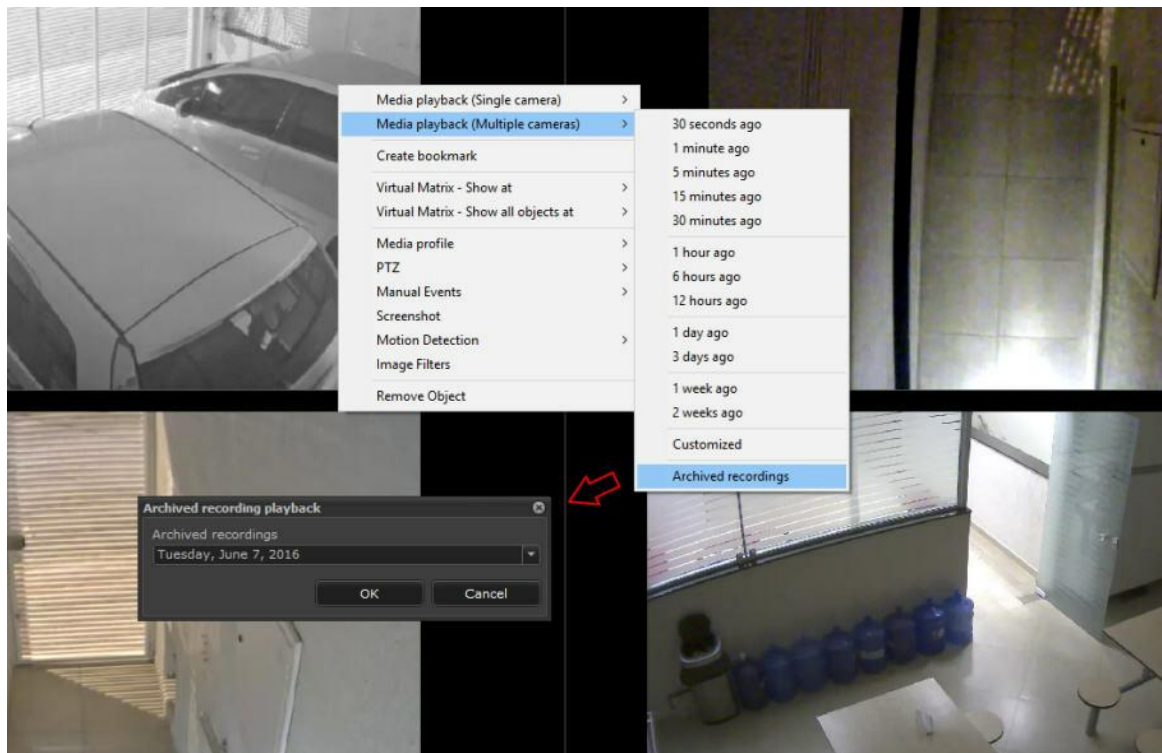 Media playback (Single camera)
Media playback (Multiple cameras)
Create bookmark
Virtual Matrix - Show at
Virtual Matrix - Show all objects at
Media profile
PTZ
Manual Events
Screenshot
Motion Detection
Image Filters
Remove Object
30 seconds ago
1 minute ago
5 minutes ago
15 minutes ago
30 minutes ago
1 hour ago
6 hours ago
12 hours ago
1 day ago
3 days ago
1 week ago
2 weeks ago
Customized
Archived recordings
Archived recording playback
Archived recordings
Tuesday, June 7, 2016
OK
Cancel